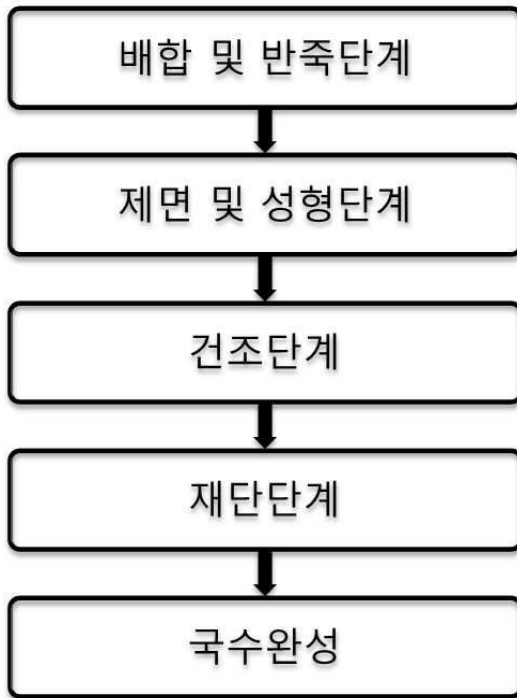 배합 및 반죽단계
제면 및 성형단계
건조단계
재단단계
국수완성